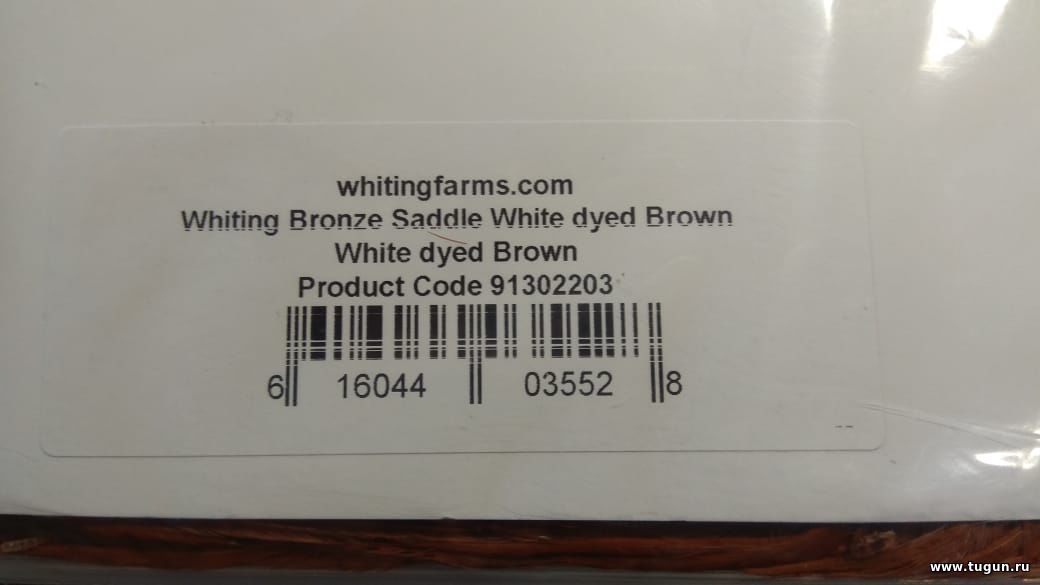 whitingfarms.com
Whiting Bronze Saddle White dyed Brown
White dyed Brown
Product Code 91302203
6 16044 03552 8
www.tugun.ru